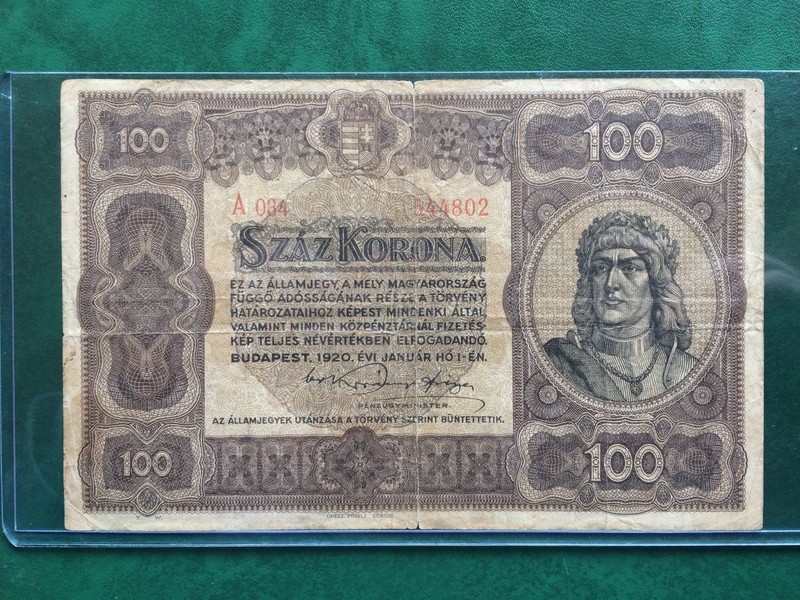 100
100
A 034 544802
SZÁZ KORONA.
EZ AZ ÁLLAMJEGY, A MELY MAGYARORSZÁG
FÜGGŐ ADÓSSÁGÁNAK RÉSZE A TÖRVÉNY
HATÁROZATAIHOZ KÉPEST MINDENKI ÁLTAL
VALAMINT MINDEN KÖZPÉNZTÁRNÁL FIZETÉS-
KÉP TELJES NÉVÉRTÉKBEN ELFOGADANDÓ.
BUDAPEST, 1920. ÉVI JANUÁR HÓ 1-ÉN.
PÉNZÜGYMINISTER.
AZ ÁLLAMJEGYEK UTÁNZÁSA A TÖRVÉNY SZERINT BÜNTETTETIK.
100
100